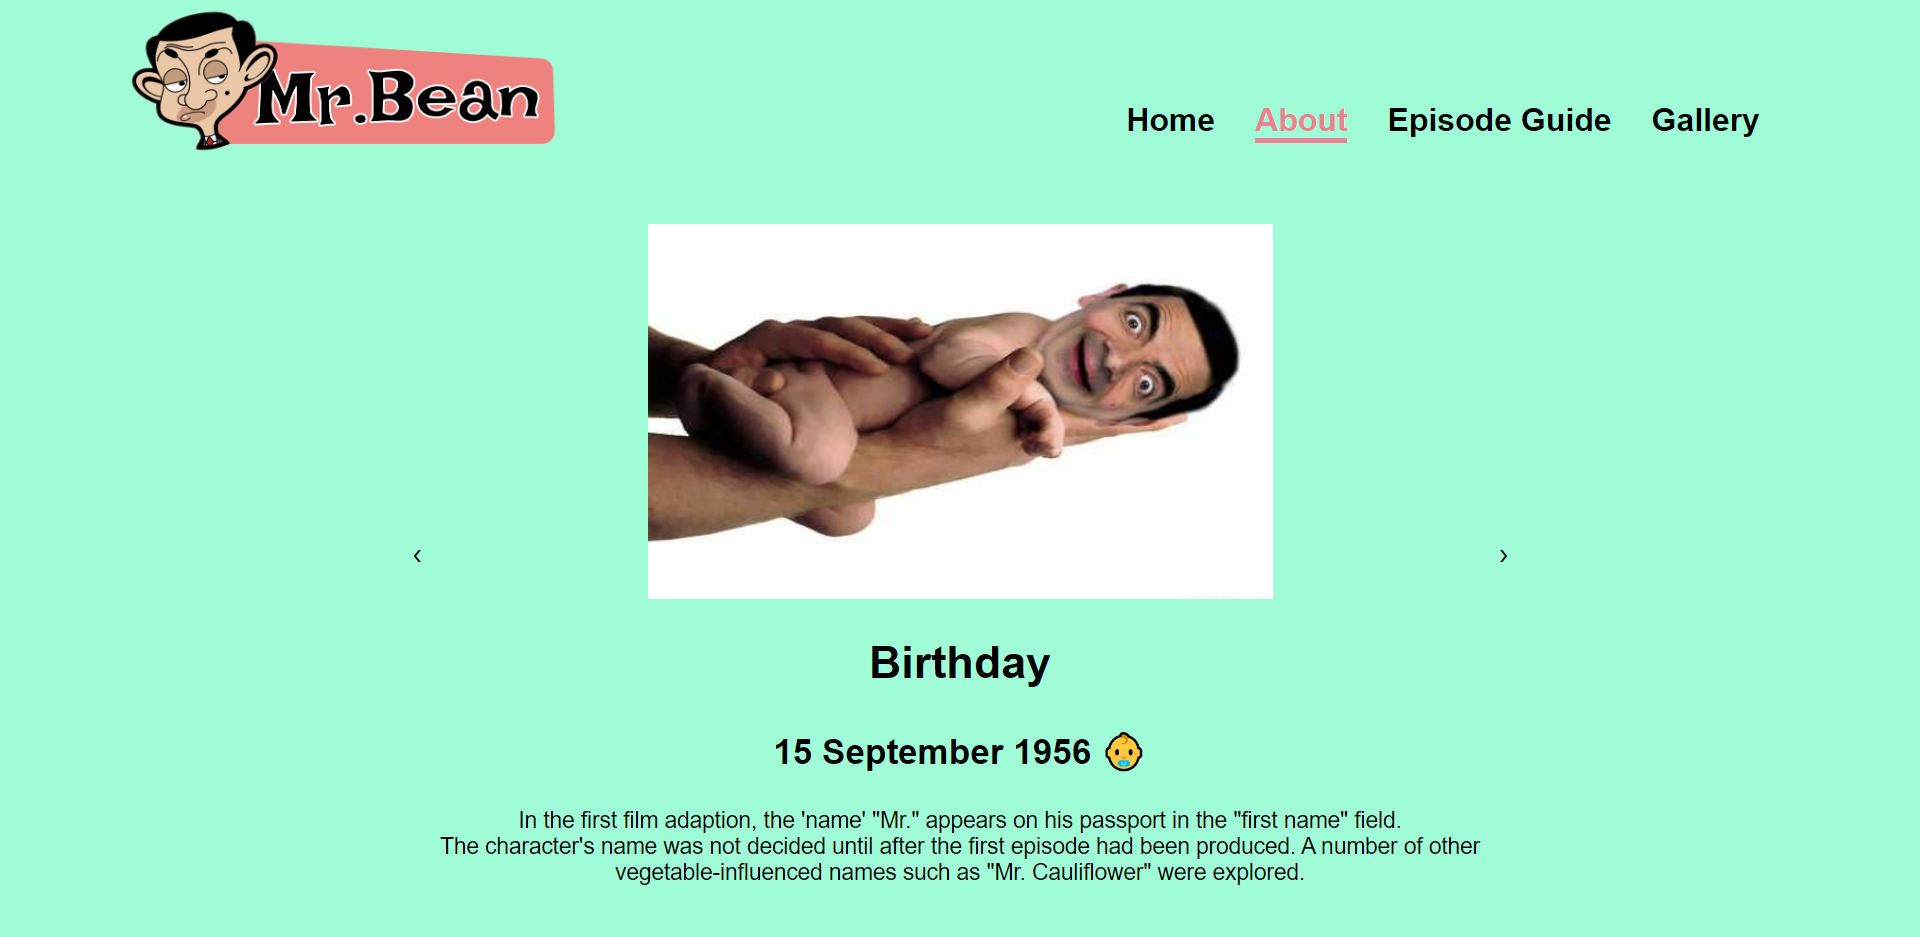 Mr.Bean
Home About Episode Guide Gallery
‹ ›
Birthday
15 September 1956
In the first film adaption, the 'name' "Mr." appears on his passport in the "first name" field.
The character's name was not decided until after the first episode had been produced. A number of other
vegetable-influenced names such as "Mr. Cauliflower" were explored.